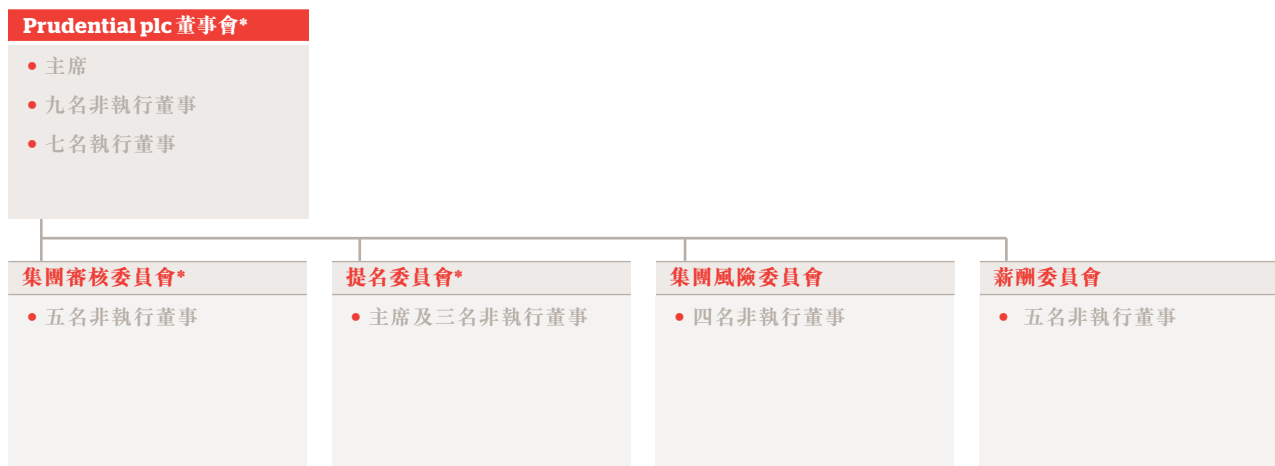 Prudential plc 董事會*
• 主席
• 九名非執行董事
• 七名執行董事
集團審核委員會*
• 五名非執行董事
提名委員會*
• 主席及三名非執行董事
集團風險委員會
• 四名非執行董事
薪酬委員會
• 五名非執行董事